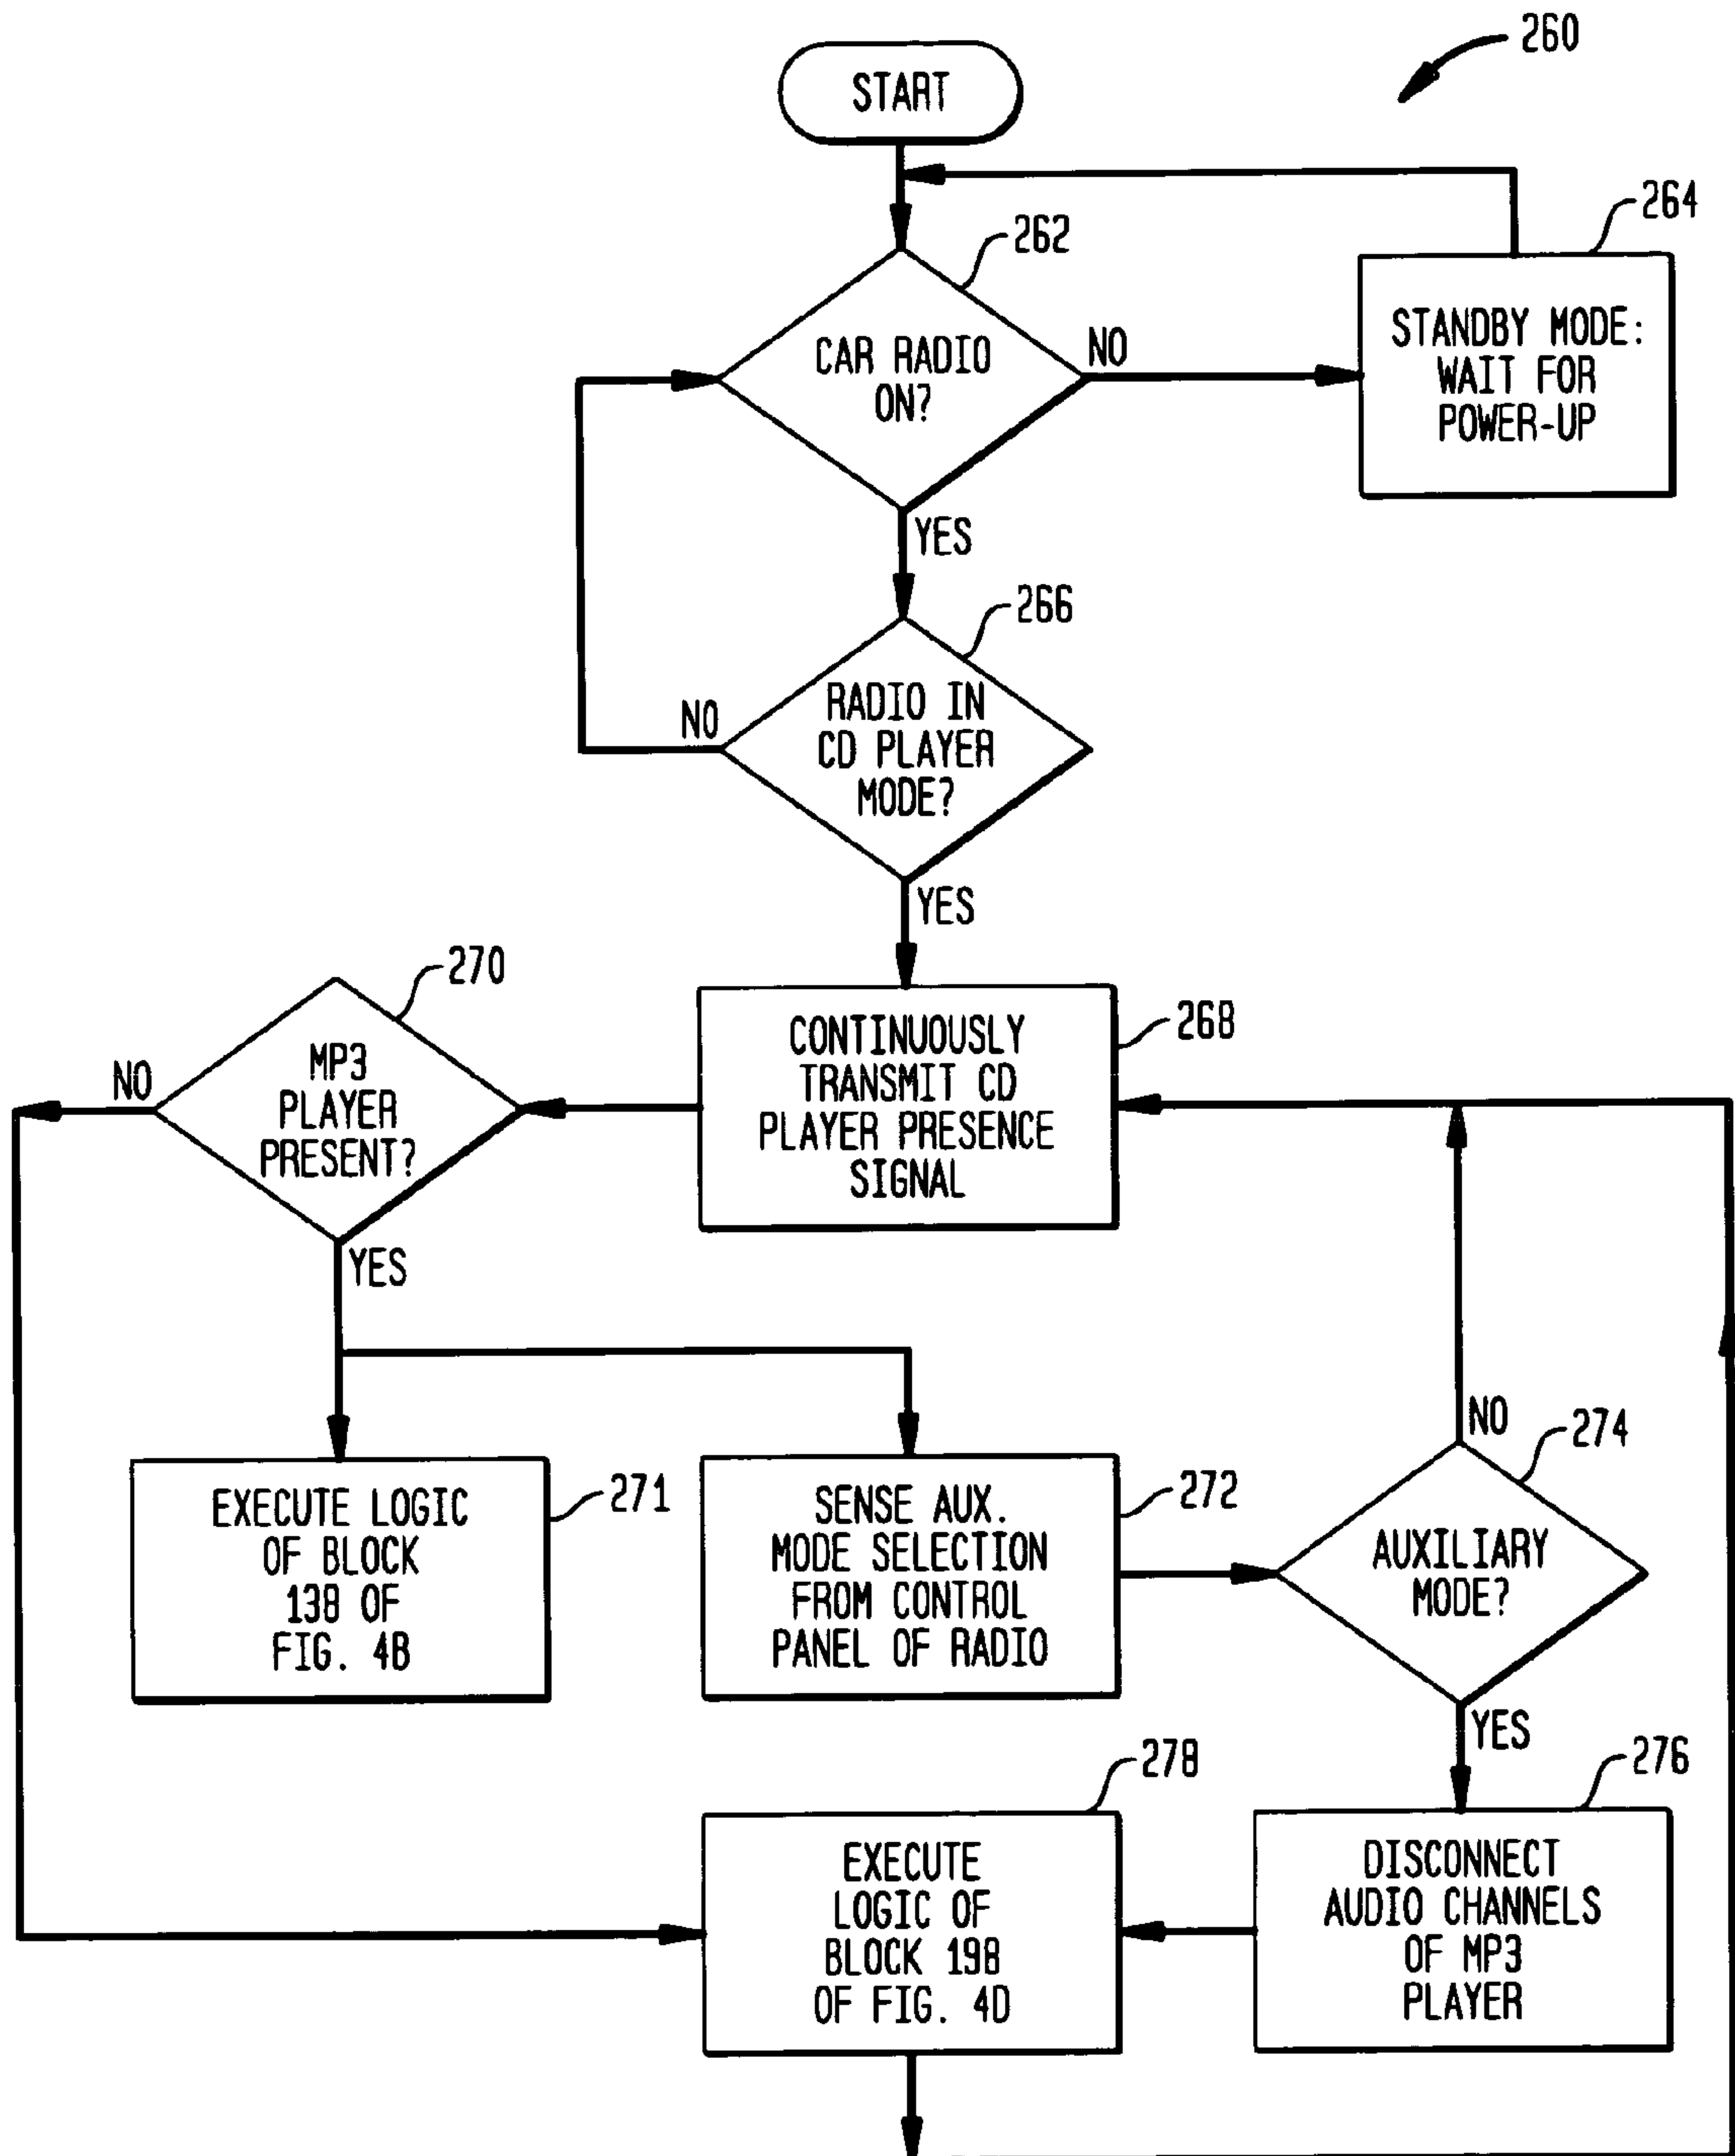 260
START
262
264
CAR RADIO
ON?
NO
STANDBY MODE:
WAIT FOR
POWER-UP
YES
266
RADIO IN
CD PLAYER
MODE?
NO
YES
270
MP3
PLAYER
PRESENT?
NO
CONTINUOUSLY
TRANSMIT CD
PLAYER PRESENCE
SIGNAL
268
YES
EXECUTE LOGIC
OF BLOCK
138 OF
FIG. 4B
271
SENSE AUX.
MODE SELECTION
FROM CONTROL
PANEL OF RADIO
272
NO
274
AUXILIARY
MODE?
YES
278
276
EXECUTE
LOGIC OF
BLOCK 198
OF FIG. 4D
DISCONNECT
AUDIO CHANNELS
OF MP3
PLAYER